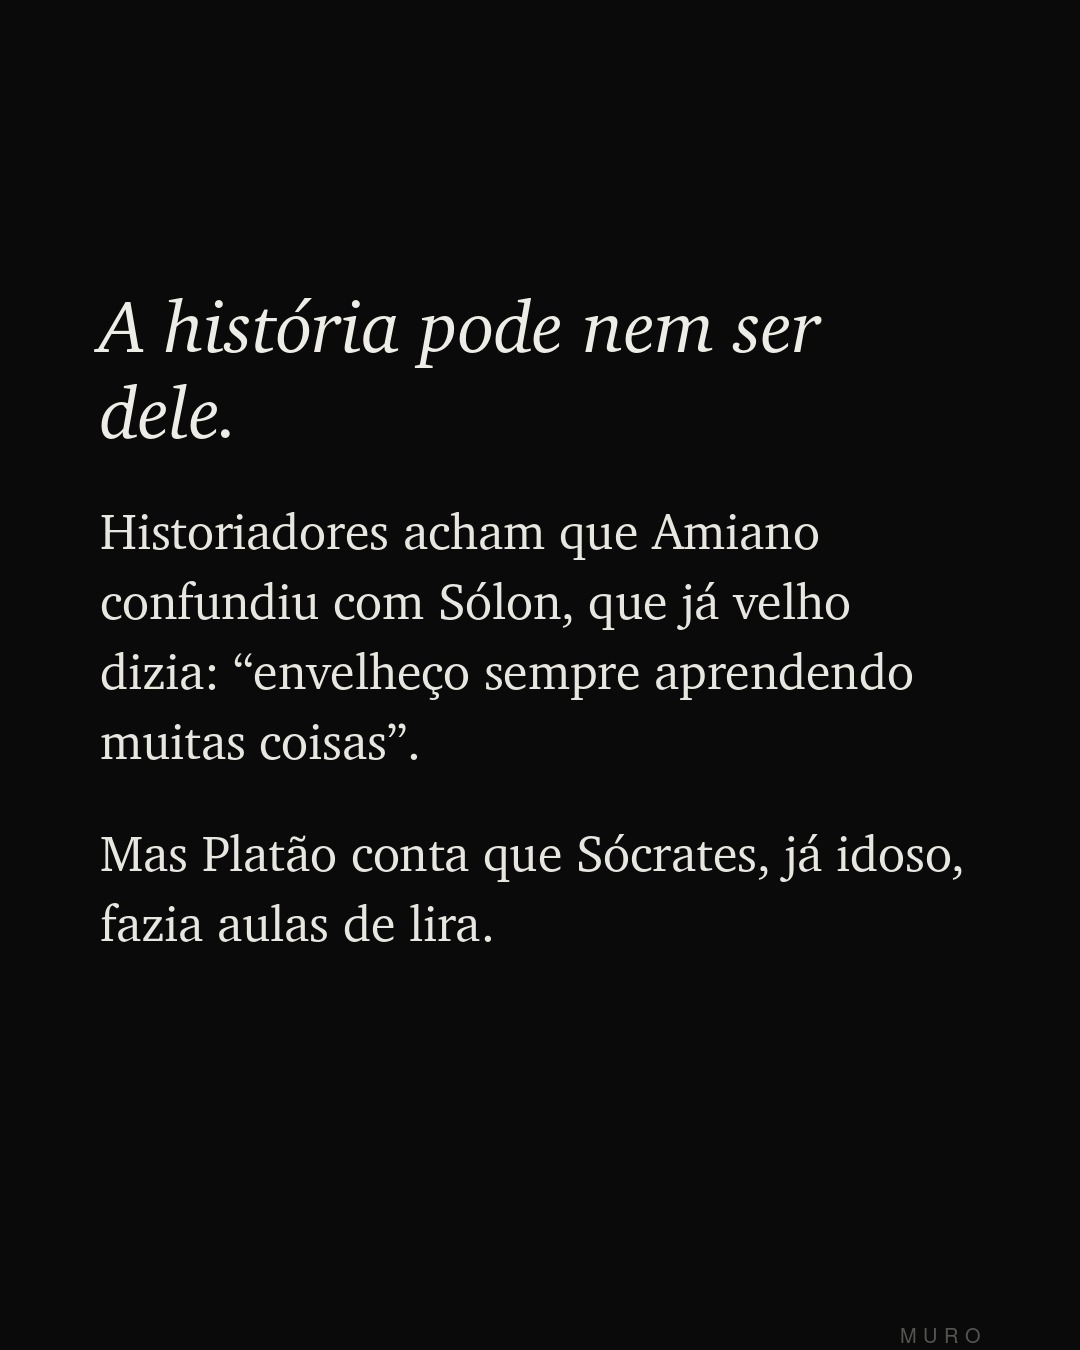 A história pode nem ser
dele.
Historiadores acham que Amiano
confundiu com Sólon, que já velho
dizia: “envelheço sempre aprendendo
muitas coisas”.
Mas Platão conta que Sócrates, já idoso,
fazia aulas de lira.
MURO